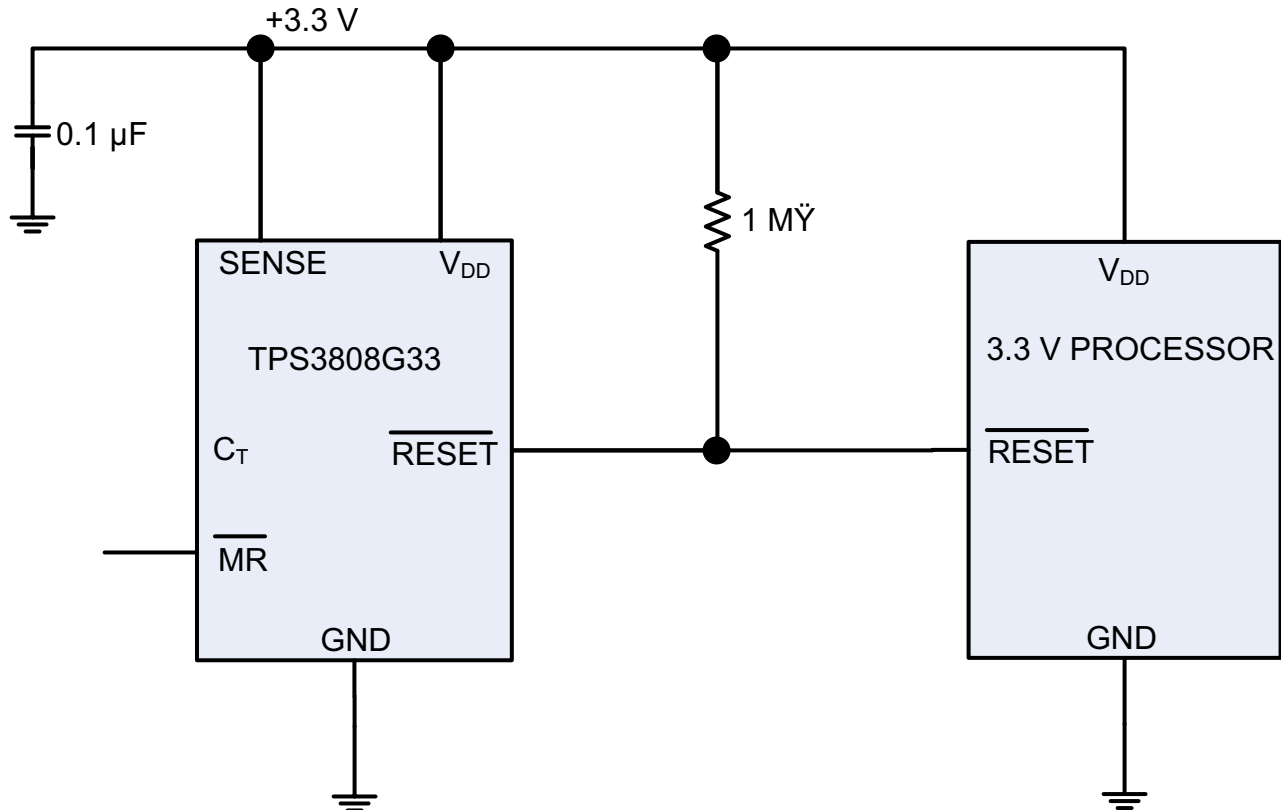 +3.3 V
0.1 µF
1 MŸ
SENSE
VDD
TPS3808G33
CT
RESET
MR
GND
VDD
3.3 V PROCESSOR
RESET
GND